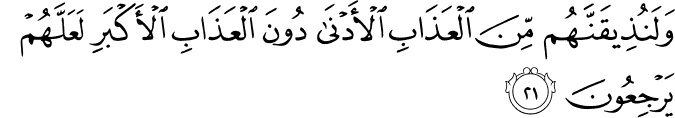 وَلَنُذِيقَنَّهُم مِّنَ ٱلْعَذَابِ ٱلْأَدْنَىٰ دُونَ ٱلْعَذَابِ ٱلْأَكْبَرِ لَعَلَّهُمْ
يَرْجِعُونَ ٢١